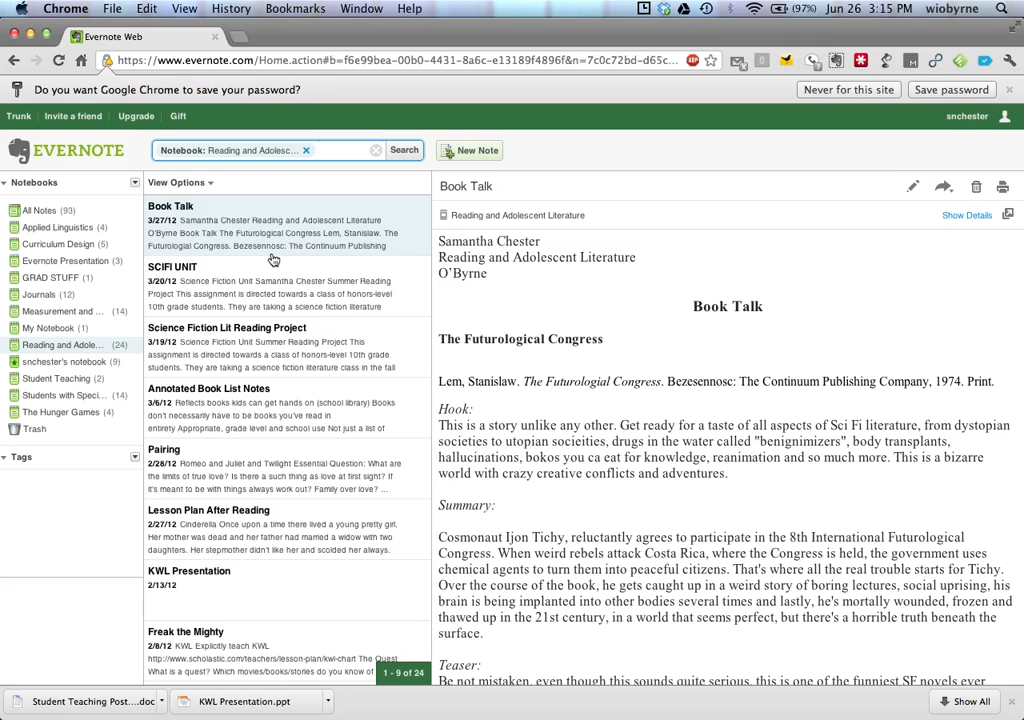 Chrome File Edit View History Bookmarks Window Help (97%) Jun 26 3:15 PM wiobyrne
Evernote Web
https://www.evernote.com/Home.action#b=f6e99bea-00b0-4431-8a6c-e13189f4896f&n=7c0c72bd-d65c...
Do you want Google Chrome to save your password? Never for this site Save password
Trunk Invite a friend Upgrade Gift snchester
EVERNOTE Notebook: Reading and Adolesc... Search New Note
Notebooks
All Notes (93)
Applied Linguistics (4)
Curriculum Design (5)
Evernote Presentation (3)
GRAD STUFF (1)
Journals (12)
Measurement and ... (14)
My Notebook (1)
Reading and Adole... (24)
snchester's notebook (9)
Student Teaching (2)
Students with Speci... (14)
The Hunger Games (4)
Trash
Tags
View Options
Book Talk
3/27/12 Samantha Chester Reading and Adolescent Literature
O'Byrne Book Talk The Futurological Congress Lem, Stanislaw. The
Futurologial Congress. Bezesennosc: The Continuum Publishing
SCIFI UNIT
3/20/12 Science Fiction Unit Samantha Chester Summer Reading
Project This assignment is directed towards a class of honors-level
10th grade students. They are taking a science fiction literature
Science Fiction Lit Reading Project
3/19/12 Science Fiction Unit Summer Reading Project This
assignment is directed towards a class of honors-level 10th grade
students. They are taking a science fiction literature class in the fall
Annotated Book List Notes
3/6/12 Reflects books kids can get hands on (school library) Books
don't necessarily have to be books you've read in
entirety Appropriate, grade level and school use Not just a list of
Pairing
2/28/12 Romeo and Juliet and Twilight Essential Question: What are
the limits of true love? Is there a such thing as love at first sight? If
it's meant to be with things always work out? Family over love? ...
Lesson Plan After Reading
2/27/12 Cinderella Once upon a time there lived a young pretty girl.
Her mother was dead and her father had married a widow with two
daughters. Her stepmother didn't like her and scolded her always.
KWL Presentation
2/13/12
Freak the Mighty
2/8/12 KWL Explicitly teach KWL
http://www.scholastic.com/teachers/lesson-plan/kwl-chart The Quest
What is a quest? Which movies/books/stories do you know of
1 - 9 of 24
Book Talk
Reading and Adolescent Literature Show Details
Samantha Chester
Reading and Adolescent Literature
O'Byrne
Book Talk
The Futurological Congress
Lem, Stanislaw. The Futurologial Congress. Bezesennosc: The Continuum Publishing Company, 1974. Print.
Hook:
This is a story unlike any other. Get ready for a taste of all aspects of Sci Fi literature, from dystopian
societies to utopian socieities, drugs in the water called "benignimizers", body transplants,
hallucinations, bokos you ca eat for knowledge, reanimation and so much more. This is a bizarre
world with crazy creative conflicts and adventures.
Summary:
Cosmonaut Ijon Tichy, reluctantly agrees to participate in the 8th International Futurological
Congress. When weird rebels attack Costa Rica, where the Congress is held, the government uses
chemical agents to turn them into peaceful citizens. That's where all the real trouble starts for Tichy.
Over the course of the book, he gets caught up in a weird story of boring lectures, social uprising, his
brain is being implanted into other bodies several times and lastly, he's mortally wounded, frozen and
thawed up in the 21st century, in a world that seems perfect, but there's a horrible truth beneath the
surface.
Teaser:
Be not mistaken, even though this sounds quite serious, this is one of the funniest SF novels ever
Student Teaching Post....doc KWL Presentation.ppt Show All